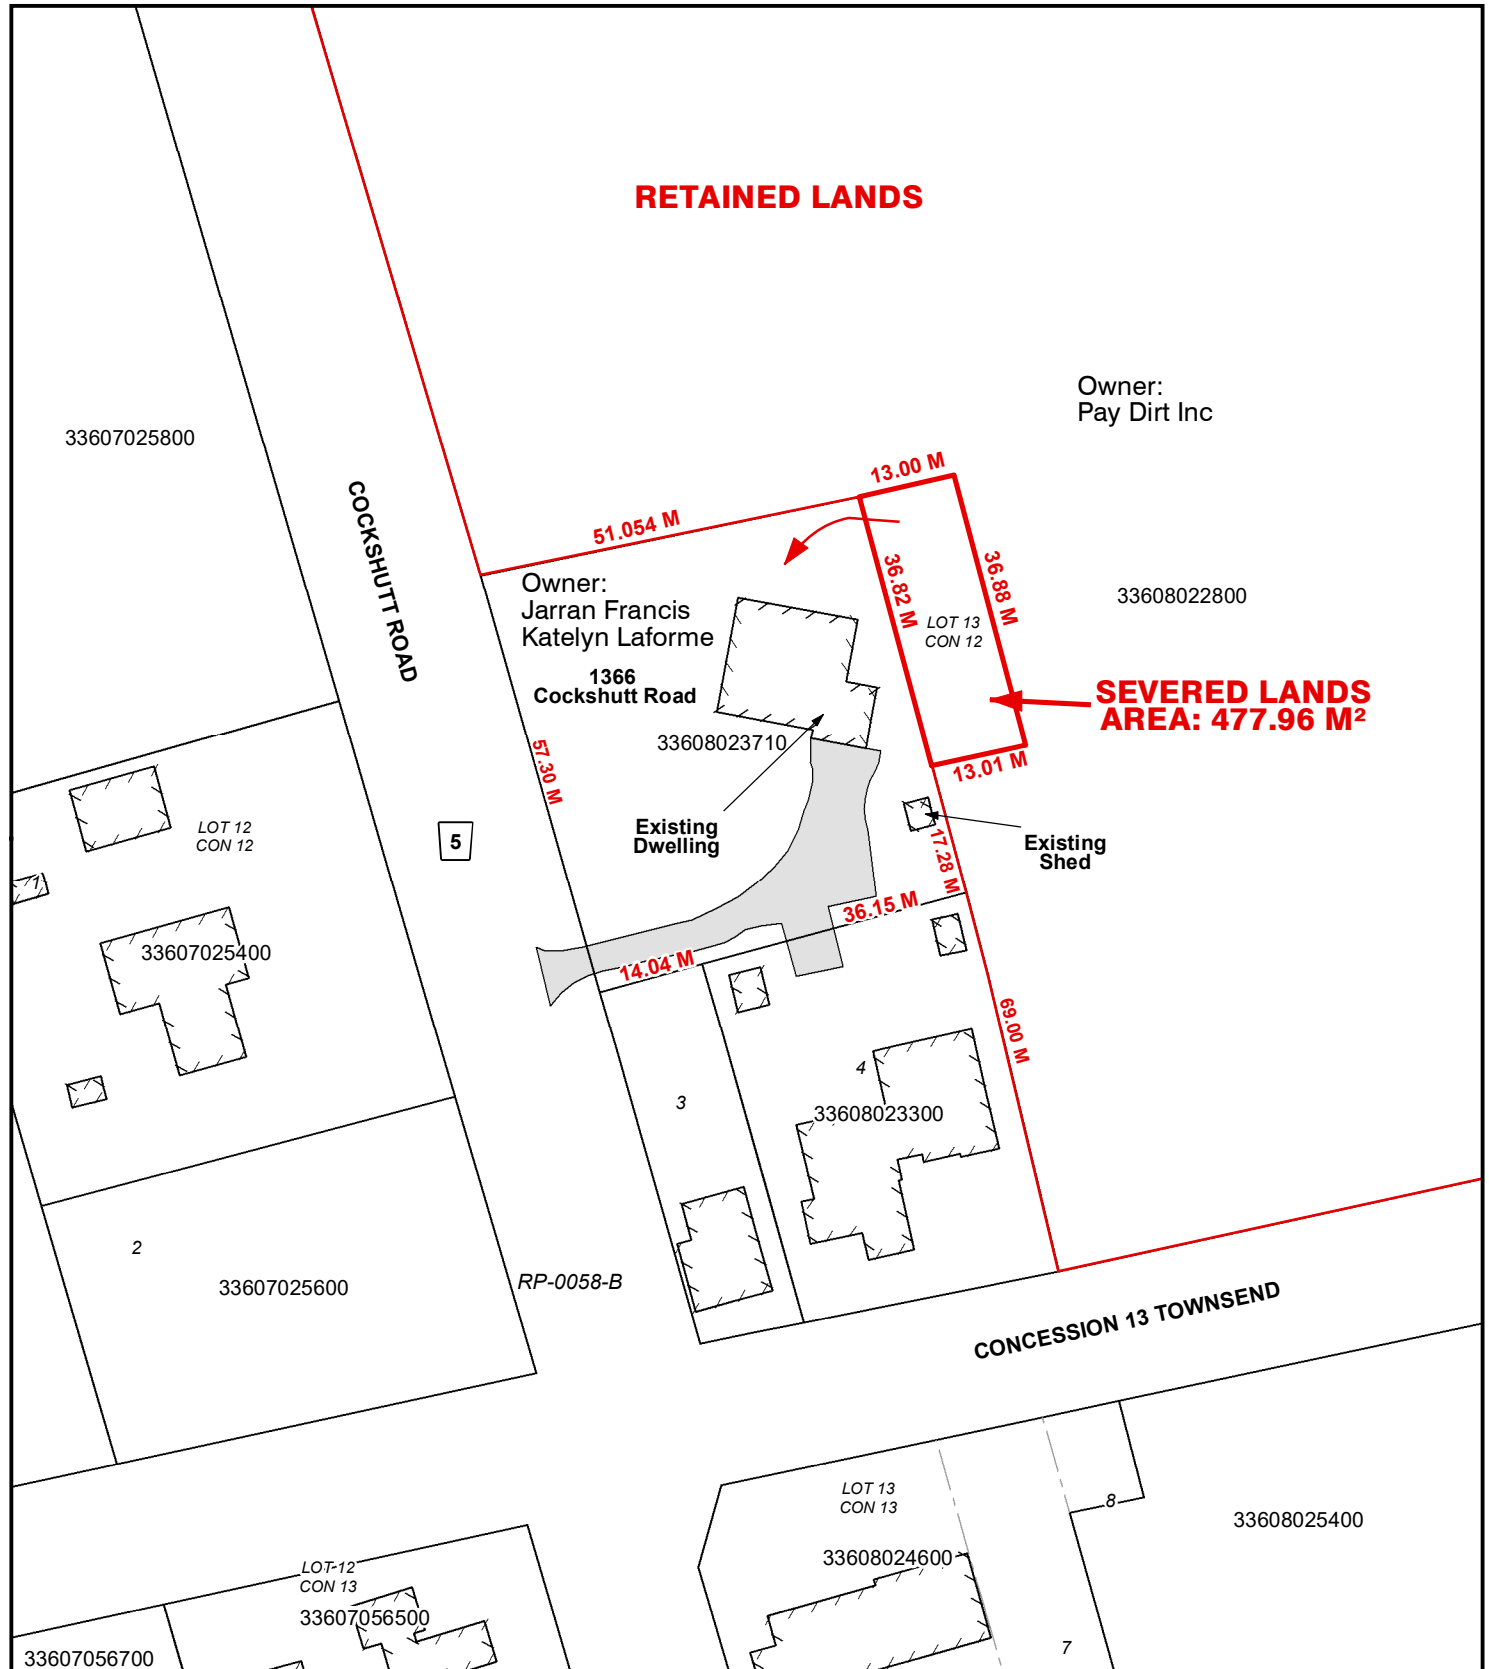 RETAINED LANDS
Owner:
Pay Dirt Inc
33607025800
13.00 M
51.054 M
COCKSHUTT ROAD
36.82 M
36.88 M
Owner:
Jarran Francis
Katelyn Laforme
33608022800
LOT 13
CON 12
1366
Cockshutt Road
SEVERED LANDS
AREA: 477.96 M²
33608023710
57.30 M
13.01 M
LOT 12
CON 12
5
Existing
Dwelling
Existing
Shed
17.28 M
1
36.15 M
33607025400
14.04 M
69.00 M
4
3
33608023300
2
33607025600
RP-0058-B
CONCESSION 13 TOWNSEND
LOT 13
CON 13
8
33608025400
33608024600
LOT 12
CON 13
33607056500
7
33607056700